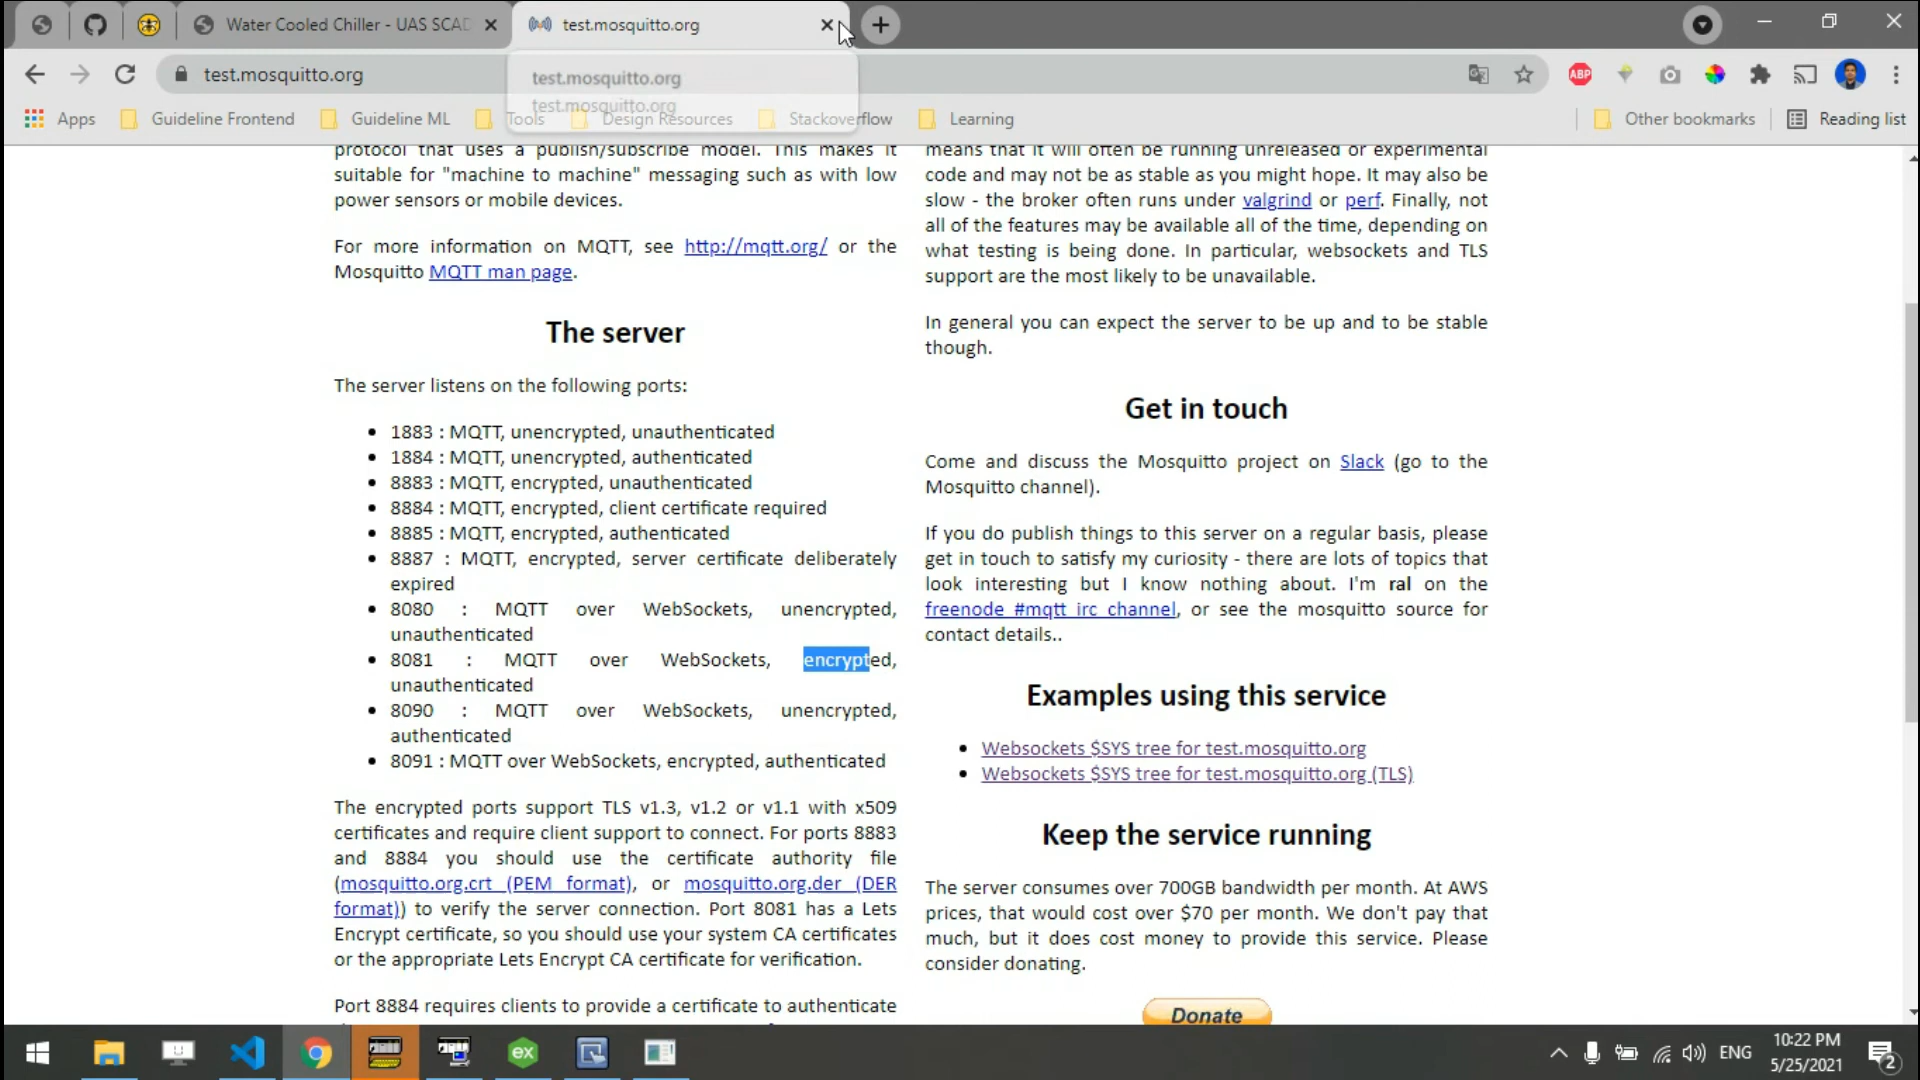 Water Cooled Chiller - UAS SCAD
test.mosquitto.org
test.mosquitto.org
test.mosquitto.org
test.mosquitto.org
ABP
Apps
Guideline Frontend
Guideline ML
Tools
Design Resources
Stackoverflow
Learning
Other bookmarks
Reading list
protocol that uses a publish/subscribe model. This makes it
suitable for "machine to machine" messaging such as with low
power sensors or mobile devices.
For more information on MQTT, see http://mqtt.org/ or the
Mosquitto MQTT man page.
The server
The server listens on the following ports:
1883 : MQTT, unencrypted, unauthenticated
1884 : MQTT, unencrypted, authenticated
8883 : MQTT, encrypted, unauthenticated
8884 : MQTT, encrypted, client certificate required
8885 : MQTT, encrypted, authenticated
8887 : MQTT, encrypted, server certificate deliberately
expired
8080 : MQTT over WebSockets, unencrypted,
unauthenticated
8081 : MQTT over WebSockets, encrypted,
unauthenticated
8090 : MQTT over WebSockets, unencrypted,
authenticated
8091 : MQTT over WebSockets, encrypted, authenticated
The encrypted ports support TLS v1.3, v1.2 or v1.1 with x509
certificates and require client support to connect. For ports 8883
and 8884 you should use the certificate authority file
(mosquitto.org.crt (PEM format), or mosquitto.org.der (DER
format)) to verify the server connection. Port 8081 has a Lets
Encrypt certificate, so you should use your system CA certificates
or the appropriate Lets Encrypt CA certificate for verification.
Port 8884 requires clients to provide a certificate to authenticate
means that it will often be running unreleased or experimental
code and may not be as stable as you might hope. It may also be
slow - the broker often runs under valgrind or perf. Finally, not
all of the features may be available all of the time, depending on
what testing is being done. In particular, websockets and TLS
support are the most likely to be unavailable.
In general you can expect the server to be up and to be stable
though.
Get in touch
Come and discuss the Mosquitto project on Slack (go to the
Mosquitto channel).
If you do publish things to this server on a regular basis, please
get in touch to satisfy my curiosity - there are lots of topics that
look interesting but I know nothing about. I'm ral on the
freenode #mqtt irc channel, or see the mosquitto source for
contact details..
Examples using this service
Websockets $SYS tree for test.mosquitto.org
Websockets $SYS tree for test.mosquitto.org (TLS)
Keep the service running
The server consumes over 700GB bandwidth per month. At AWS
prices, that would cost over $70 per month. We don't pay that
much, but it does cost money to provide this service. Please
consider donating.
Donate
ex
ENG
10:22 PM
5/25/2021
2